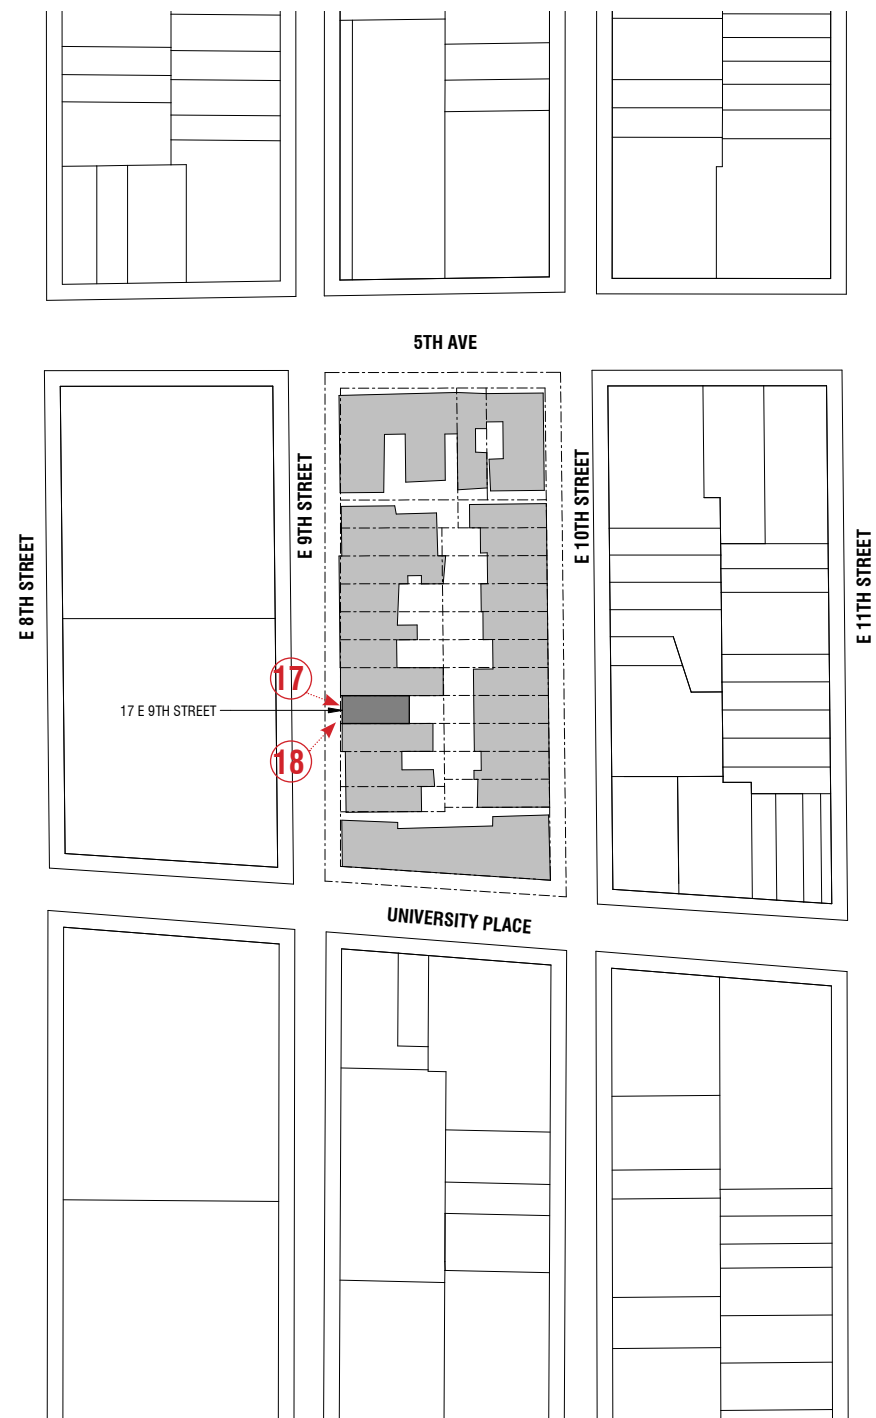 5TH AVE
E 9TH STREET
E 10TH STREET
E 8TH STREET
E 11TH STREET
17
17 E 9TH STREET
18
UNIVERSITY PLACE